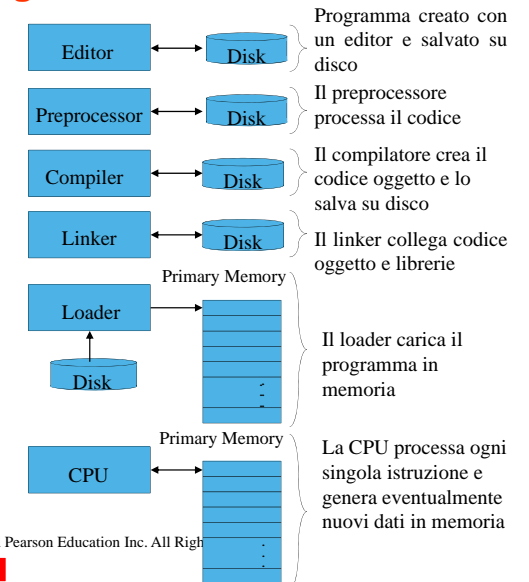 Editor
Disk
Programma creato con
un editor e salvato su
disco
Preprocessor
Disk
Il preprocessore
processa il codice
Compiler
Disk
Il compilatore crea il
codice oggetto e lo
salva su disco
Linker
Disk
Il linker collega codice
oggetto e librerie
Primary Memory
Loader
Disk
Il loader carica il
programma in
memoria
Primary Memory
CPU
La CPU processa ogni
singola istruzione e
genera eventualmente
nuovi dati in memoria
Pearson Education Inc. All Righ